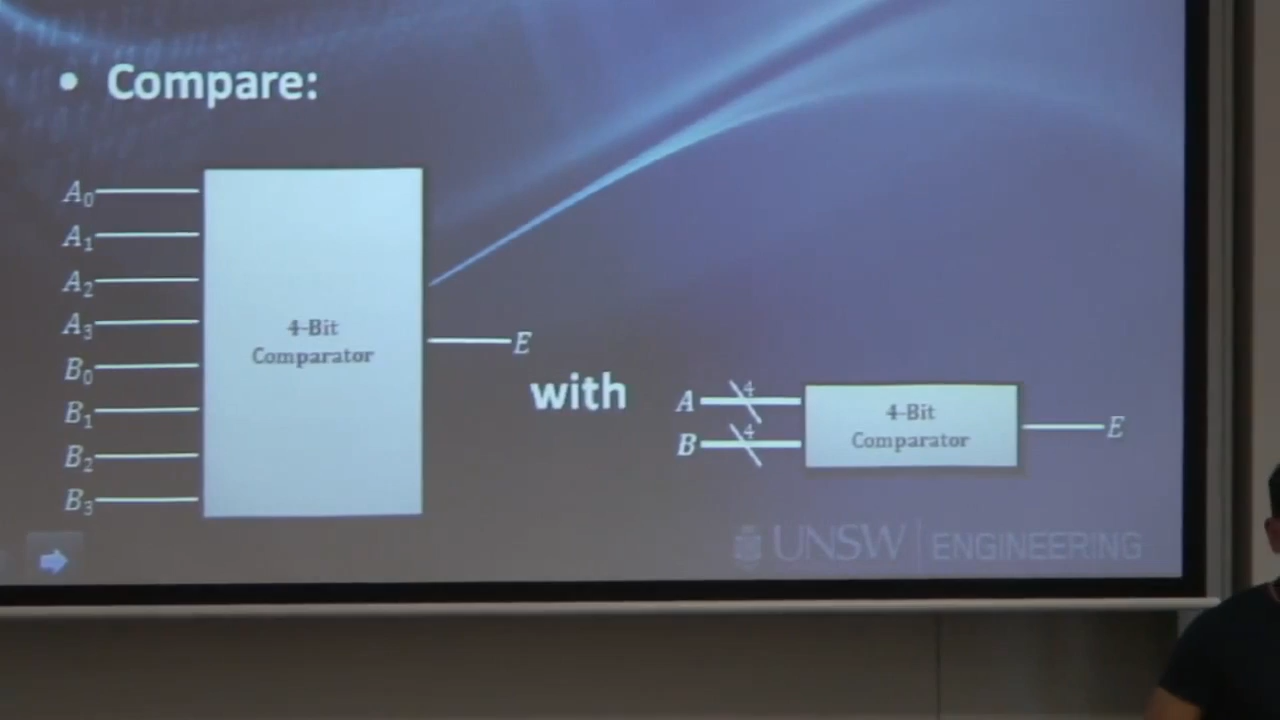 • Compare:
A₀
A₁
A₂
A₃
B₀
B₁
B₂
B₃
4-Bit
Comparator
E
with
A
4
B
4
4-Bit
Comparator
E
UNSW | ENGINEERING